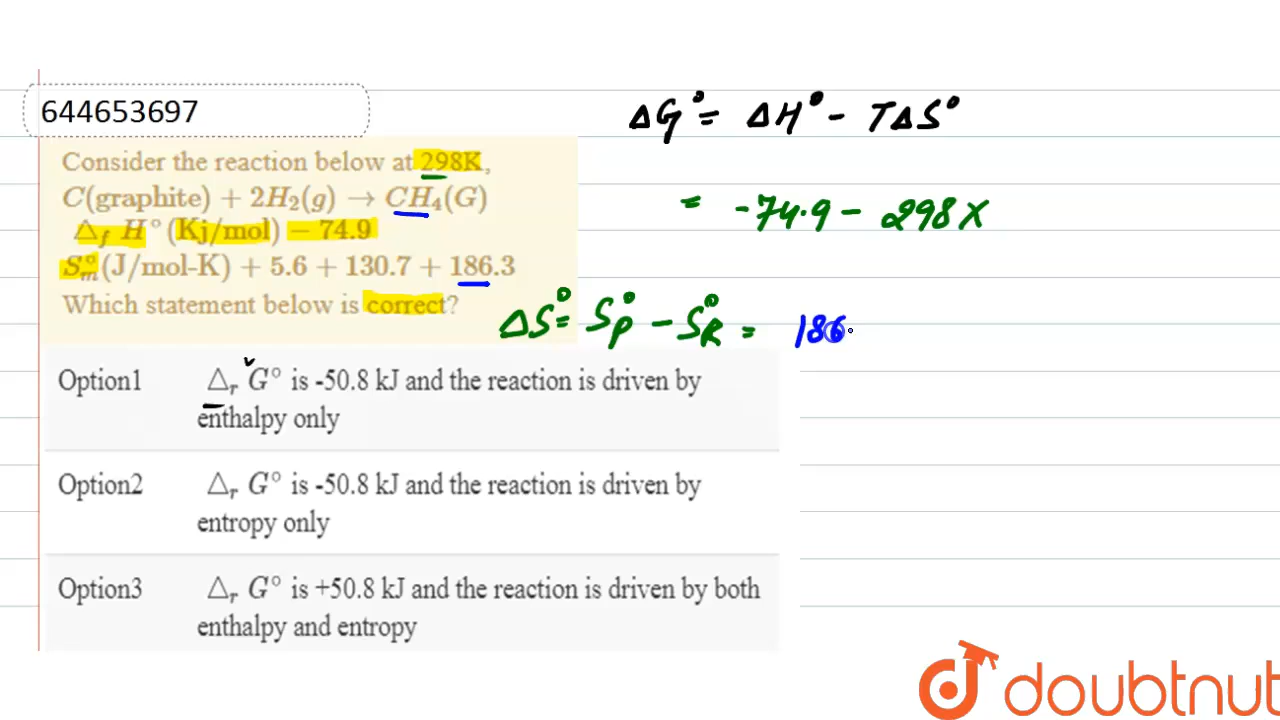 644653697
ΔG° = ΔH° - TΔS°
Consider the reaction below at 298K,
C(graphite) + 2H₂(g) → CH₄(G)
= -74.9 - 298 X
△f H° (Kj/mol) − 74.9
S°m (J/mol-K) + 5.6 + 130.7 + 186.3
Which statement below is correct?
ΔS° = S°P - S°R = 186.
Option1 △r G° is -50.8 kJ and the reaction is driven by
enthalpy only
Option2 △r G° is -50.8 kJ and the reaction is driven by
entropy only
Option3 △r G° is +50.8 kJ and the reaction is driven by both
enthalpy and entropy
doubtnut